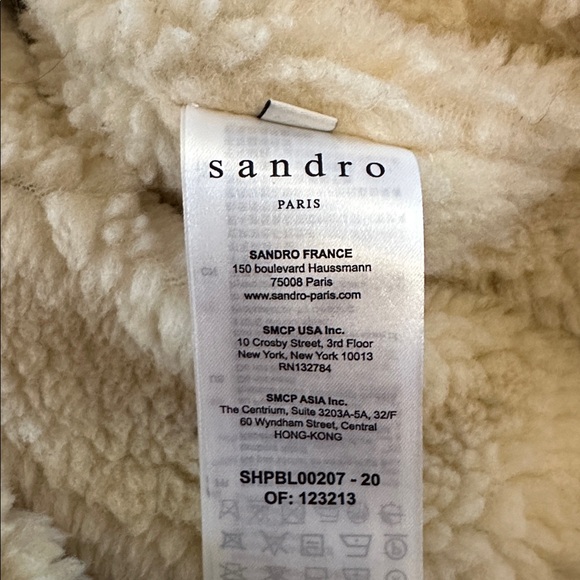 sandro
PARIS
SANDRO FRANCE
150 boulevard Haussmann
75008 Paris
www.sandro-paris.com
SMCP USA Inc.
10 Crosby Street, 3rd Floor
New York, New York 10013
RN132784
SMCP ASIA Inc.
The Centrium, Suite 3203A-5A, 32/F
60 Wyndham Street, Central
HONG-KONG
SHPBL00207 - 20
OF: 123213